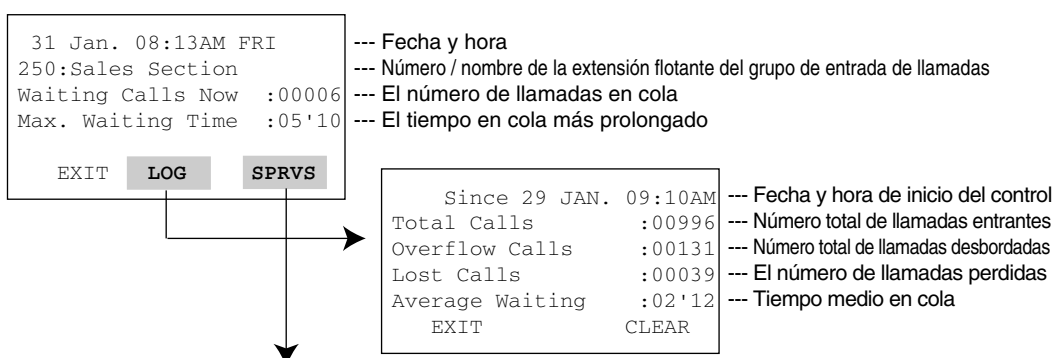 31 Jan. 08:13AM FRI --- Fecha y hora
250:Sales Section --- Número / nombre de la extensión flotante del grupo de entrada de llamadas
Waiting Calls Now :00006 --- El número de llamadas en cola
Max. Waiting Time :05'10 --- El tiempo en cola más prolongado
EXIT LOG SPRVS
Since 29 JAN. 09:10AM --- Fecha y hora de inicio del control
Total Calls :00996 --- Número total de llamadas entrantes
Overflow Calls :00131 --- Número total de llamadas desbordadas
Lost Calls :00039 --- El número de llamadas perdidas
Average Waiting :02'12 --- Tiempo medio en cola
EXIT CLEAR